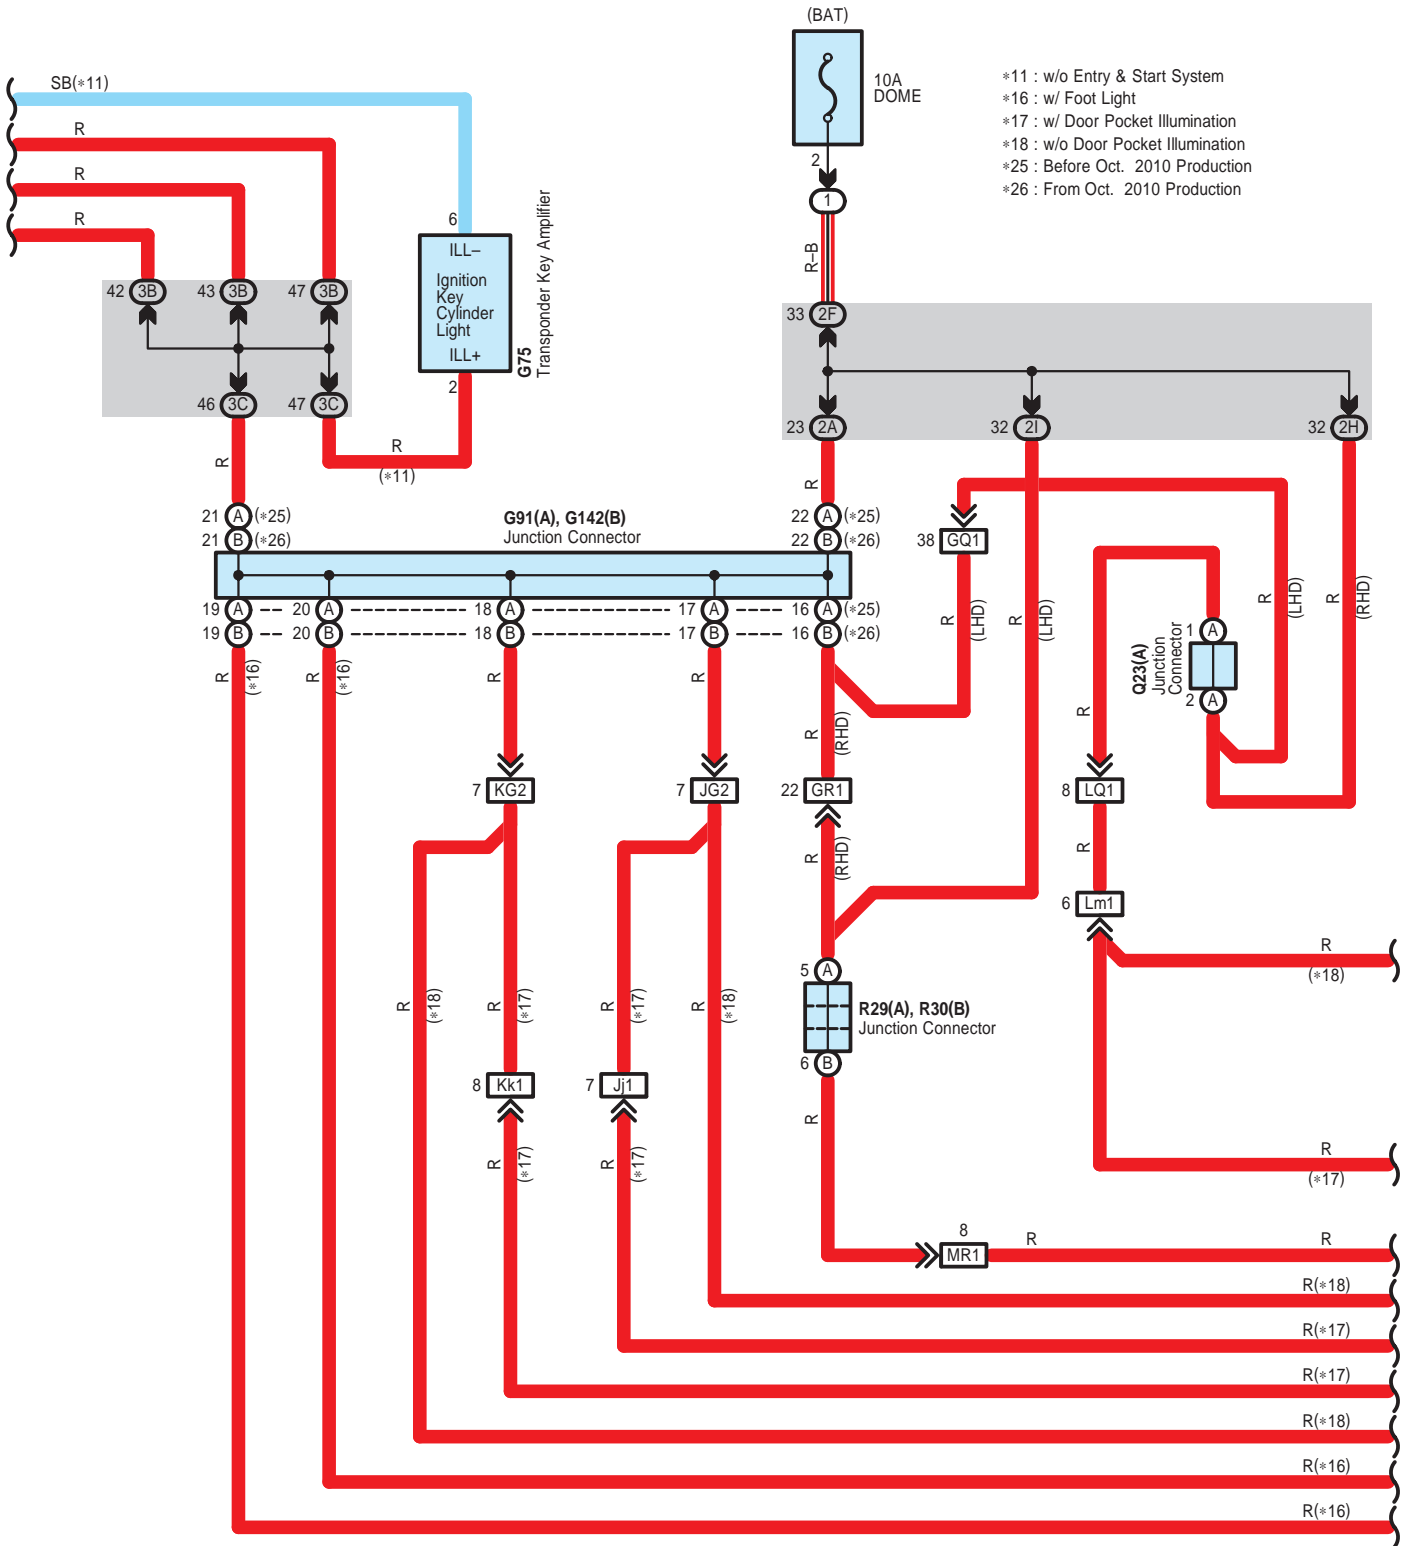 (BAT)
10A
DOME
2
1
R–B
∗11 : w/o Entry & Start System
∗16 : w/ Foot Light
∗17 : w/ Door Pocket Illumination
∗18 : w/o Door Pocket Illumination
∗25 : Before Oct. 2010 Production
∗26 : From Oct. 2010 Production
SB(∗11)
R
R
R
6
ILL–
Ignition
Key
Cylinder
Light
ILL+
2
G75
Transponder Key Amplifier
42 3B
43 3B
47 3B
46 3C
47 3C
R
R
(∗11)
33 2F
23 2A
32 2I
32 2H
R
21 A (∗25)
21 B (∗26)
G91(A), G142(B)
Junction Connector
22 A (∗25)
22 B (∗26)
38 GQ1
19 A
20 A
18 A
17 A
16 A (∗25)
19 B
20 B
18 B
17 B
16 B (∗26)
R
(∗16)
R
(∗16)
R
R
R
(LHD)
R
(LHD)
R
(LHD)
R
(RHD)
1 A
Q23(A)
Junction
Connector
2 A
R
R
(RHD)
7 KG2
7 JG2
22 GR1
8 LQ1
R
(RHD)
R
6 Lm1
R
(∗18)
5 A
R29(A), R30(B)
Junction Connector
6 B
R
(∗18)
R
(∗17)
R
(∗17)
R
(∗18)
8 Kk1
7 Jj1
R
R
(∗17)
R
(∗17)
R
(∗17)
8
MR1
R
R
R(∗18)
R(∗17)
R(∗17)
R(∗18)
R(∗16)
R(∗16)